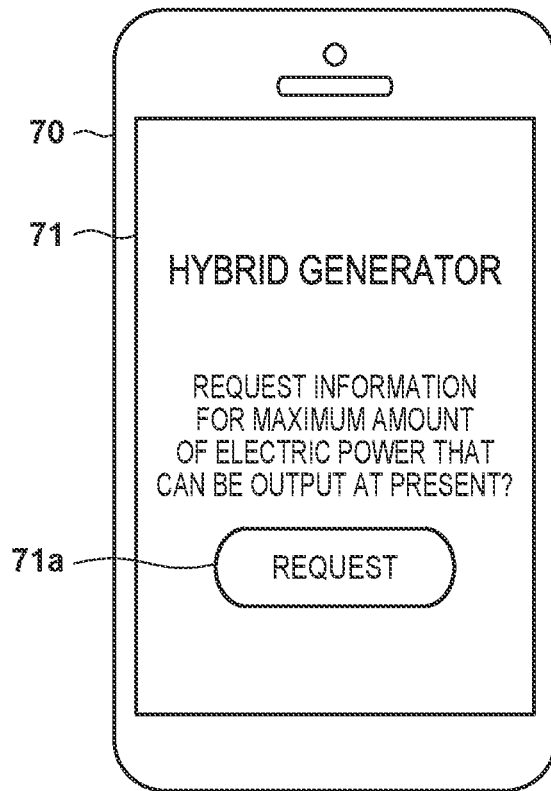 70
71
HYBRID GENERATOR
REQUEST INFORMATION
FOR MAXIMUM AMOUNT
OF ELECTRIC POWER THAT
CAN BE OUTPUT AT PRESENT?
71a
REQUEST